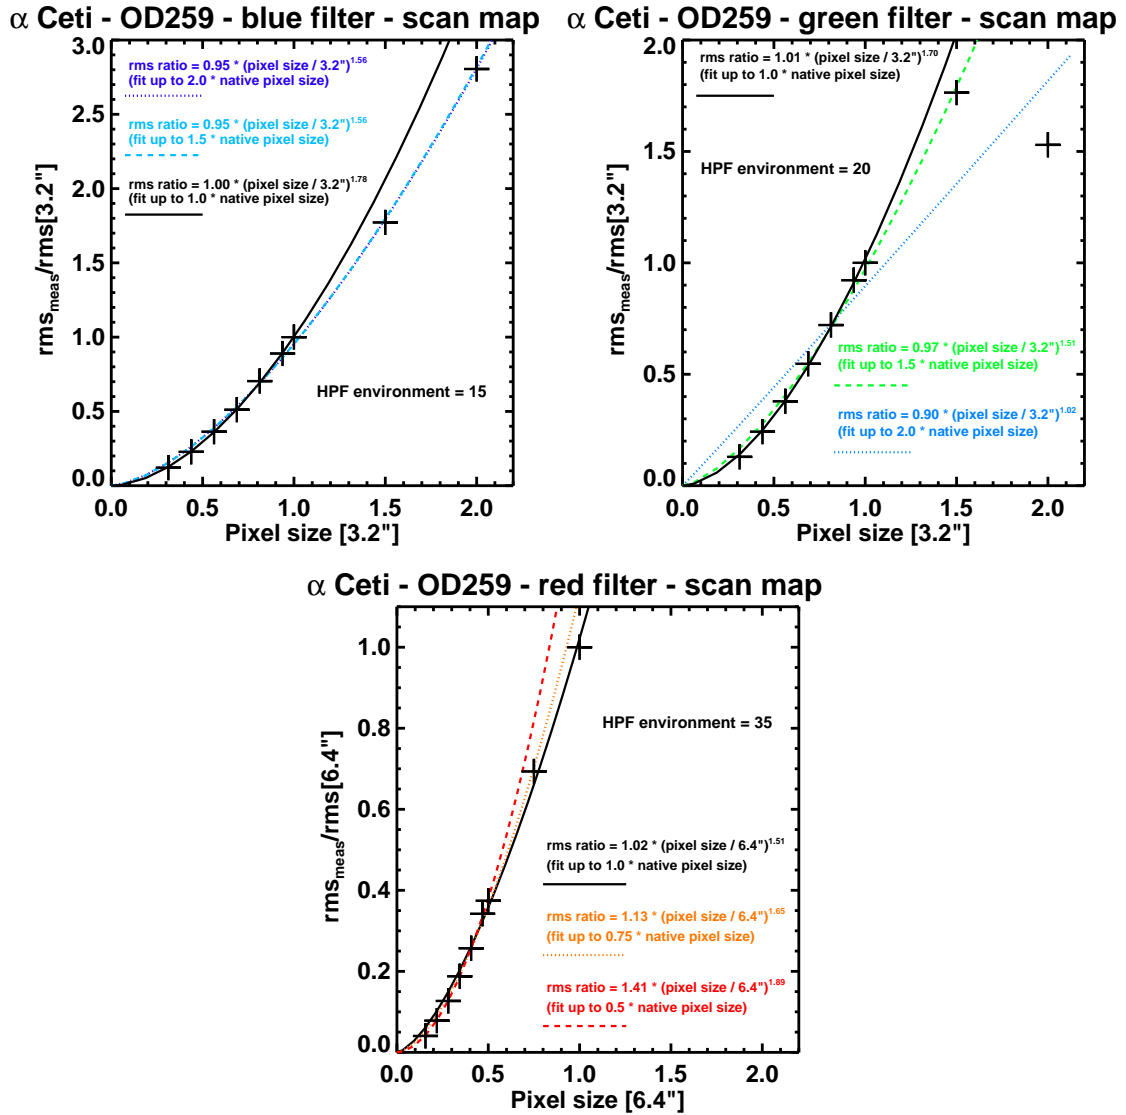 α Ceti - OD259 - blue filter - scan map
rms ratio = 0.95 * (pixel size / 3.2")^1.56
(fit up to 2.0 * native pixel size)
rms ratio = 0.95 * (pixel size / 3.2")^1.56
(fit up to 1.5 * native pixel size)
rms ratio = 1.00 * (pixel size / 3.2")^1.78
(fit up to 1.0 * native pixel size)
HPF environment = 15
rms_meas/rms[3.2"]
3.0
2.5
2.0
1.5
1.0
0.5
0.0
0.0 0.5 1.0 1.5 2.0
Pixel size [3.2"]
α Ceti - OD259 - green filter - scan map
rms ratio = 1.01 * (pixel size / 3.2")^1.70
(fit up to 1.0 * native pixel size)
HPF environment = 20
rms ratio = 0.97 * (pixel size / 3.2")^1.51
(fit up to 1.5 * native pixel size)
rms ratio = 0.90 * (pixel size / 3.2")^1.02
(fit up to 2.0 * native pixel size)
rms_meas/rms[3.2"]
2.0
1.5
1.0
0.5
0.0
0.0 0.5 1.0 1.5 2.0
Pixel size [3.2"]
α Ceti - OD259 - red filter - scan map
HPF environment = 35
rms ratio = 1.02 * (pixel size / 6.4")^1.51
(fit up to 1.0 * native pixel size)
rms ratio = 1.13 * (pixel size / 6.4")^1.65
(fit up to 0.75 * native pixel size)
rms ratio = 1.41 * (pixel size / 6.4")^1.89
(fit up to 0.5 * native pixel size)
rms_meas/rms[6.4"]
1.0
0.8
0.6
0.4
0.2
0.0
0.0 0.5 1.0 1.5 2.0
Pixel size [6.4"]